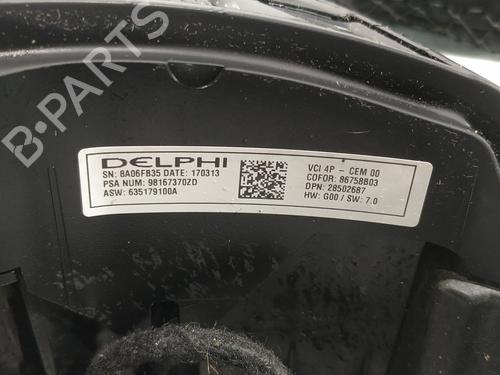 B-PARTS
DELPHI
SN: 8A06FB35 DATE: 170313
PSA NUM: 98167370ZD
ASW: 635179100A
VCI 4P - CEM 00
COFOR: 86758B03
DPN: 28502687
HW: G00 / SW: 7.0